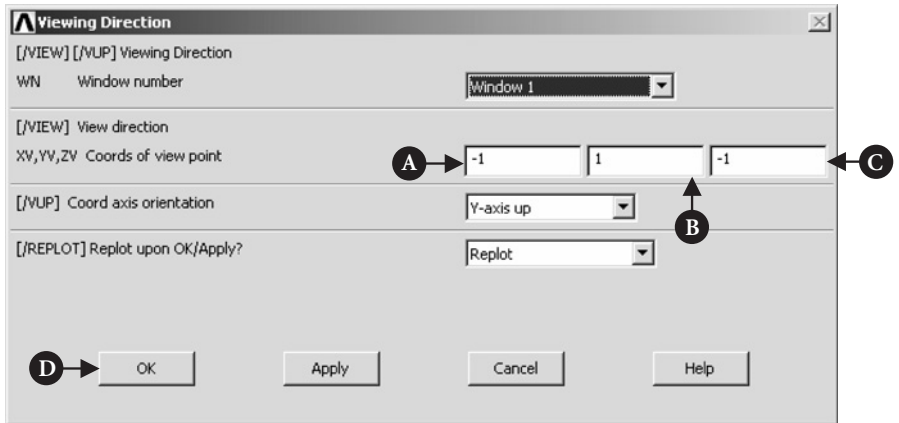 Viewing Direction
[/VIEW] [/VUP] Viewing Direction
WN Window number Window 1
[/VIEW] View direction
XV,YV,ZV Coords of view point A -1 1 -1 C
B
[/VUP] Coord axis orientation Y-axis up
[/REPLOT] Replot upon OK/Apply? Replot
D OK Apply Cancel Help